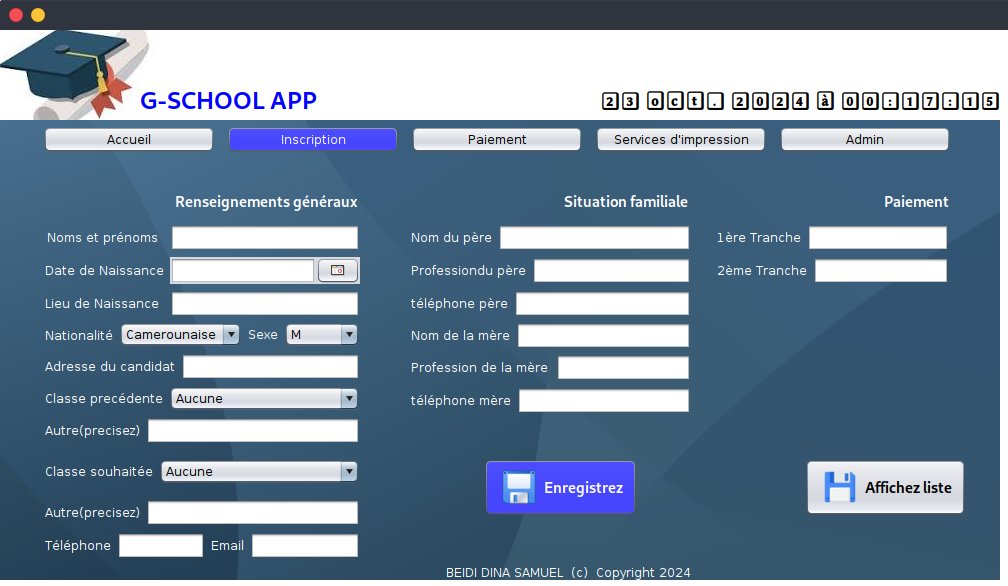 G-SCHOOL APP
23 oct. 2024 à 00:17:15
Accueil Inscription Paiement Services d'impression Admin
Renseignements généraux Situation familiale Paiement
Noms et prénoms Nom du père 1ère Tranche
Date de Naissance Professiondu père 2ème Tranche
Lieu de Naissance téléphone père
Nationalité Camerounaise Sexe M Nom de la mère
Adresse du candidat Profession de la mère
Classe precédente Aucune téléphone mère
Autre(precisez)
Classe souhaitée Aucune
Enregistrez Affichez liste
Autre(precisez)
Téléphone Email
BEIDI DINA SAMUEL (c) Copyright 2024